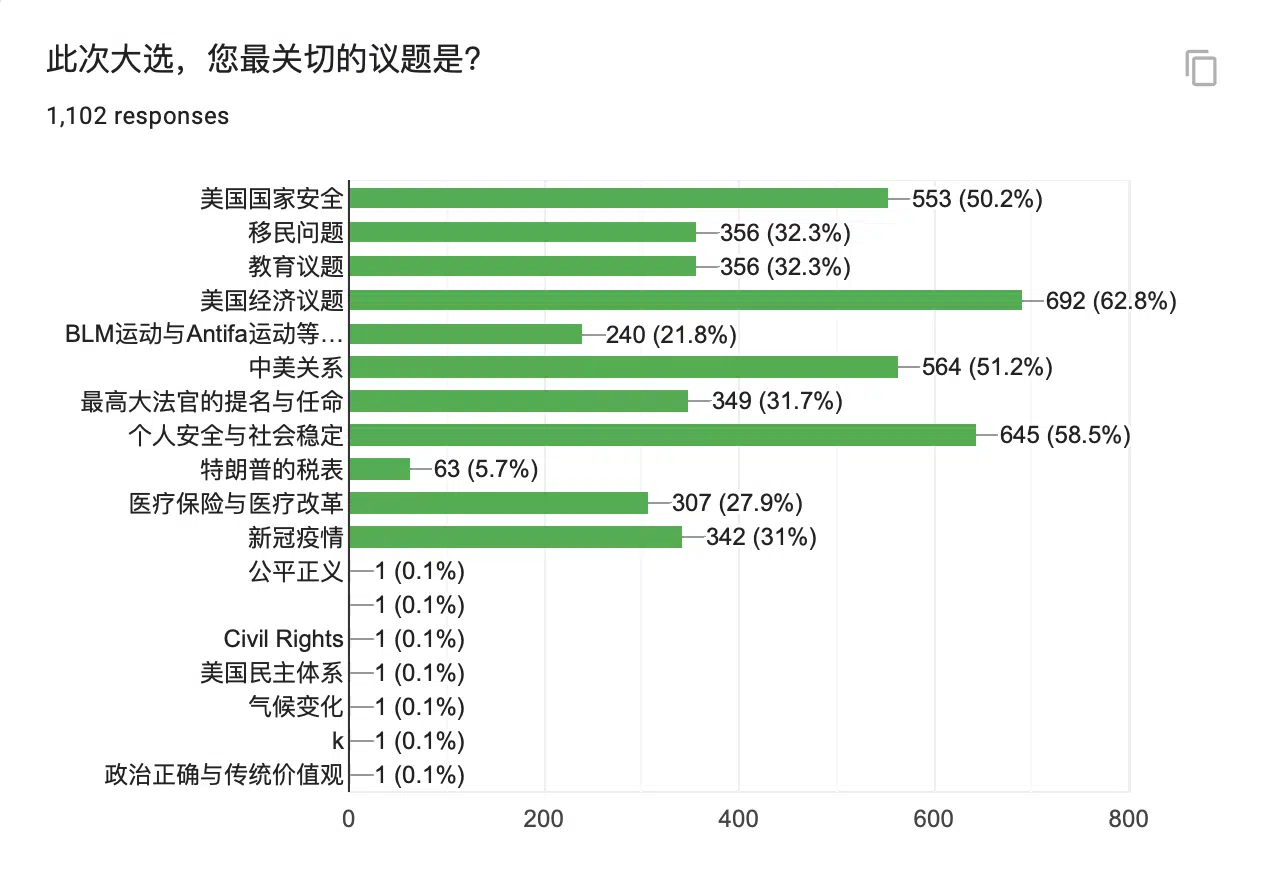 此次大选，您最关切的议题是？
1,102 responses
美国国家安全 553 (50.2%)
移民问题 356 (32.3%)
教育议题 356 (32.3%)
美国经济议题 692 (62.8%)
BLM运动与Antifa运动等… 240 (21.8%)
中美关系 564 (51.2%)
最高大法官的提名与任命 349 (31.7%)
个人安全与社会稳定 645 (58.5%)
特朗普的税表 63 (5.7%)
医疗保险与医疗改革 307 (27.9%)
新冠疫情 342 (31%)
公平正义 1 (0.1%)
1 (0.1%)
Civil Rights 1 (0.1%)
美国民主体系 1 (0.1%)
气候变化 1 (0.1%)
k 1 (0.1%)
政治正确与传统价值观 1 (0.1%)
0 200 400 600 800